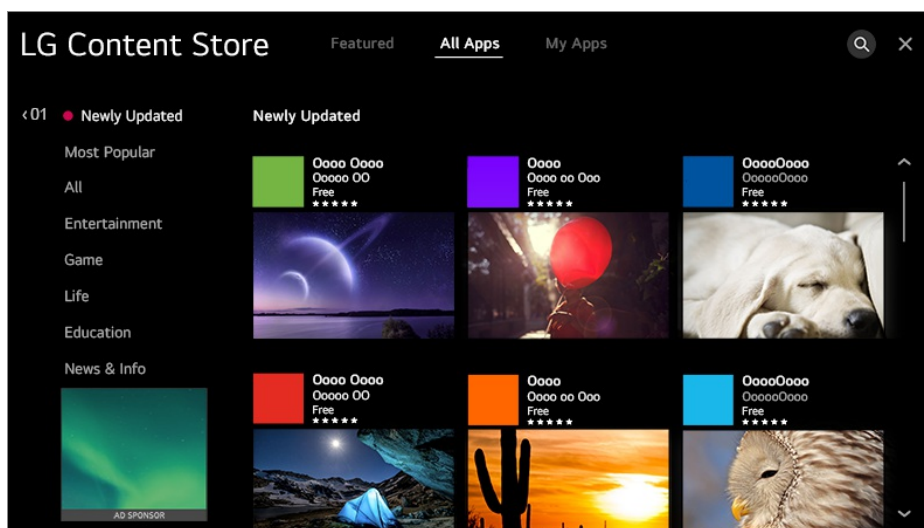 LG Content Store
Featured
All Apps
My Apps
‹01
Newly Updated
Most Popular
All
Entertainment
Game
Life
Education
News & Info
AD SPONSOR
Newly Updated
Oooo Oooo
Ooooo OO
Free
★★★★★
Oooo
Oooo oo Ooo
Free
★★★★★
OoooOooo
OooooOooo
Free
★★★★★
Oooo Oooo
Ooooo OO
Free
★★★★★
Oooo
Oooo oo Ooo
Free
★★★★★
OoooOooo
OooooOooo
Free
★★★★★